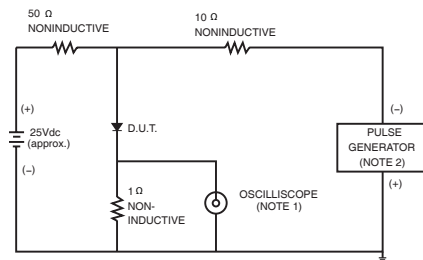 50 Ω
NONINDUCTIVE
10 Ω
NONINDUCTIVE
(+)
25Vdc
(approx.)
(−)
D.U.T.
1 Ω
NON-
INDUCTIVE
OSCILLISCOPE
(NOTE 1)
(−)
PULSE
GENERATOR
(NOTE 2)
(+)